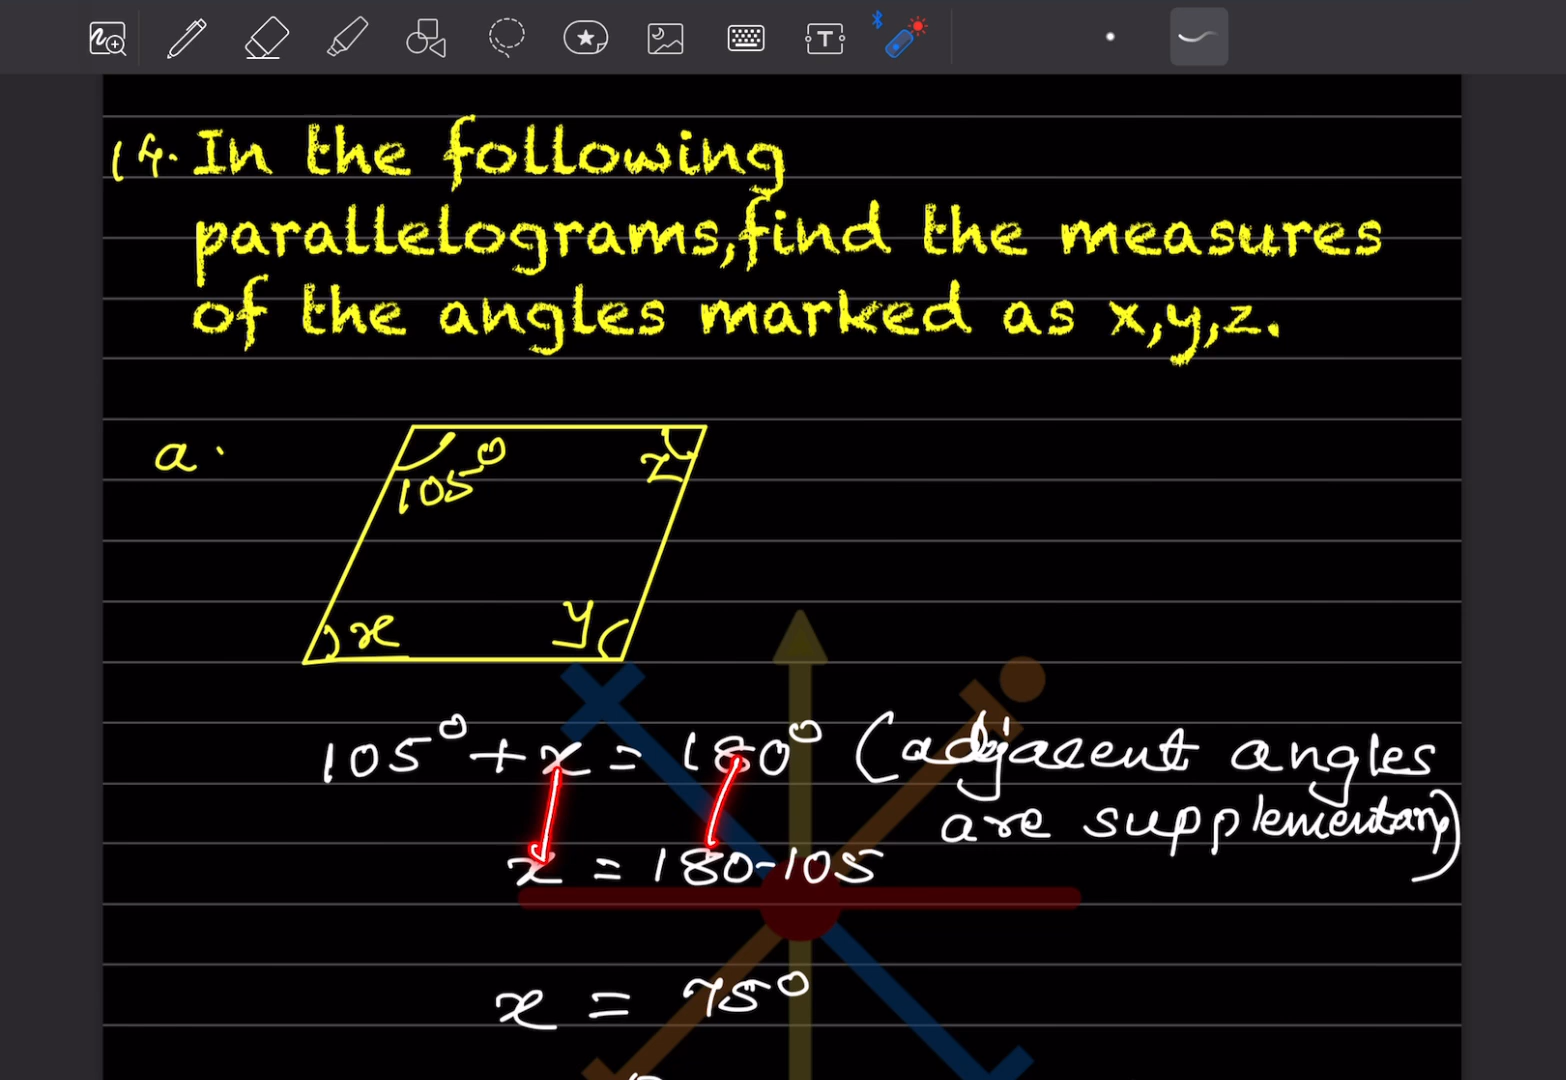 14. In the following
parallelograms, find the measures
of the angles marked as x,y,z.
a.
105°
z
x
y
105° + x = 180° (adjacent angles
are supplementary)
x = 180-105
x = 75°